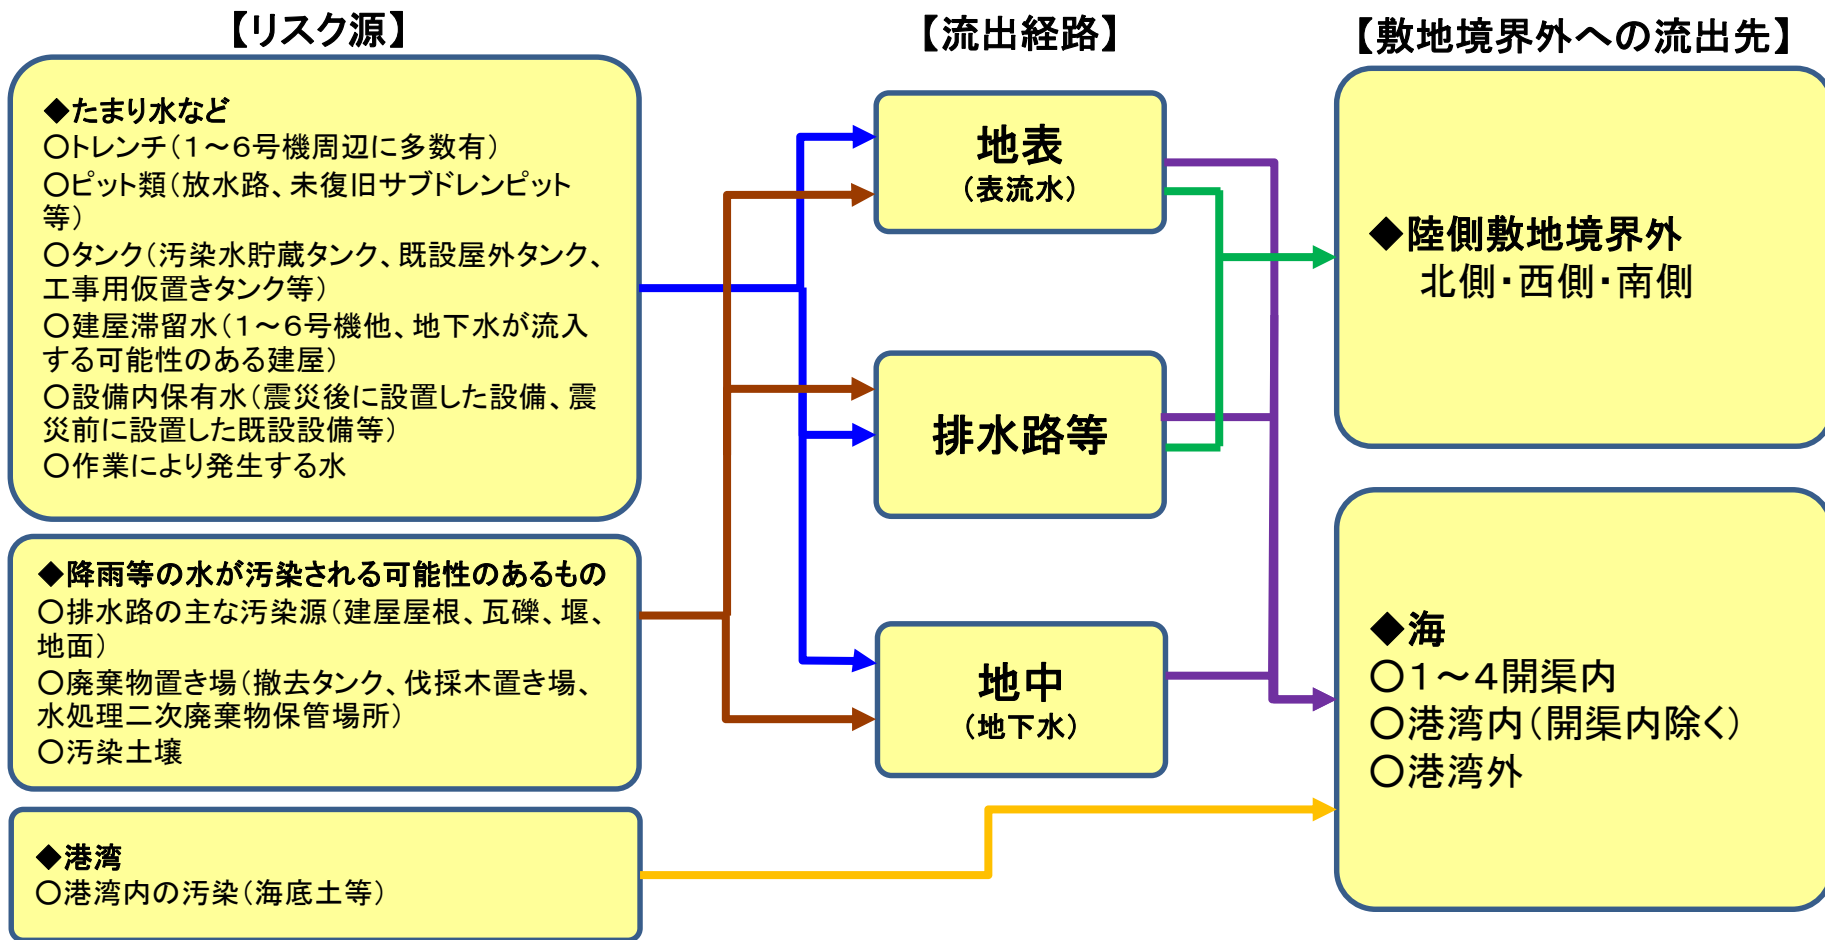 【リスク源】
◆たまり水など
○トレンチ(1～6号機周辺に多数有)
○ピット類(放水路、未復旧サブドレンピット
等)
○タンク(汚染水貯蔵タンク、既設屋外タンク、
工事用仮置きタンク等)
○建屋滞留水(1～6号機他、地下水が流入
する可能性のある建屋)
○設備内保有水(震災後に設置した設備、震
災前に設置した既設設備等)
○作業により発生する水
◆降雨等の水が汚染される可能性のあるもの
○排水路の主な汚染源(建屋屋根、瓦礫、堰、
地面)
○廃棄物置き場(撤去タンク、伐採木置き場、
水処理二次廃棄物保管場所)
○汚染土壌
◆港湾
○港湾内の汚染(海底土等)
【流出経路】
地表
(表流水)
排水路等
地中
(地下水)
【敷地境界外への流出先】
◆陸側敷地境界外
北側・西側・南側
◆海
○1～4開渠内
○港湾内(開渠内除く)
○港湾外